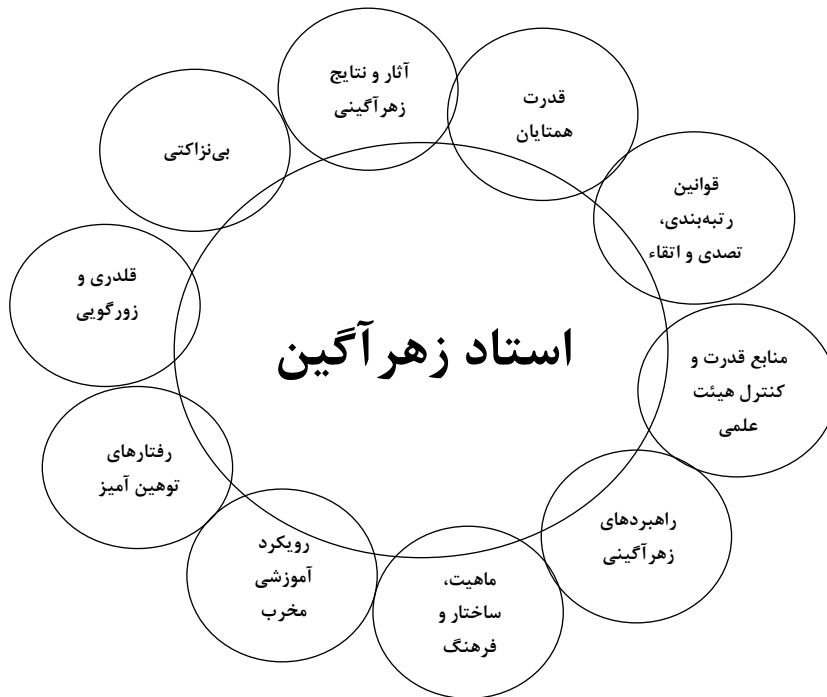 آثار و نتایج
زهرآگینی
قدرت
همتایان
قوانین
رتبه‌بندی،
تصدی و اتقاء
منابع قدرت و
کنترل هیئت
علمی
راهبردهای
زهرآگینی
ماهیت،
ساختار و
فرهنگ
رویکرد
آموزشی
مخرب
رفتارهای
توهین آمیز
قلدری و
زورگویی
بی‌نزاکتی
استاد زهرآگین